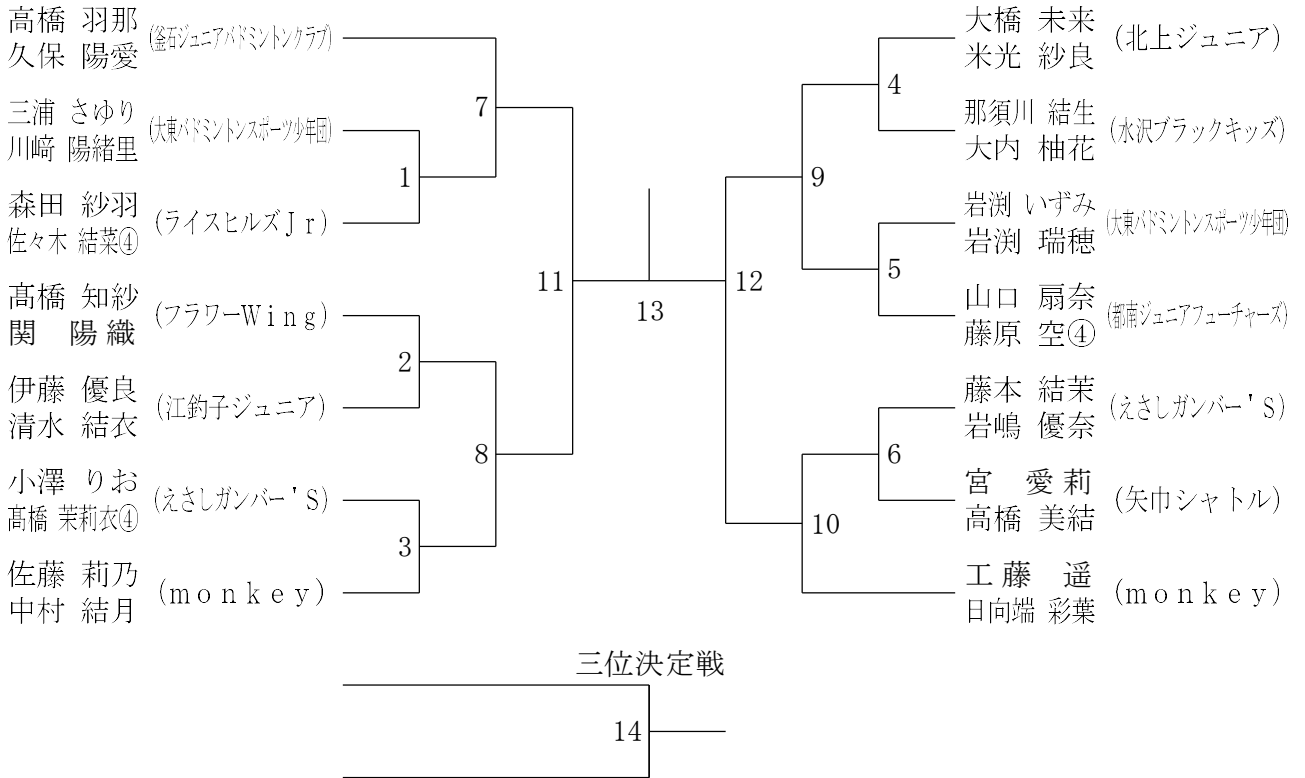 高橋 羽那
久保 陽愛
(釜石ジュニアバドミントンクラブ)
三浦 さゆり
川﨑 陽緒里
(大東バドミントンスポーツ少年団)
森田 紗羽
佐々木 結菜④
(ライスヒルズJr)
髙橋 知紗
関 陽織
(フラワーWing)
伊藤 優良
清水 結衣
(江釣子ジュニア)
小澤 りお
髙橋 茉莉衣④
(えさしガンバー'S)
佐藤 莉乃
中村 結月
(monkey)
7
1
2
8
3
11
13
12
大橋 未来
米光 紗良
(北上ジュニア)
那須川 結生
大内 柚花
(水沢ブラックキッズ)
岩渕 いずみ
岩渕 瑞穂
(大東バドミントンスポーツ少年団)
山口 扇奈
藤原 空④
(都南ジュニアフューチャーズ)
藤本 結茉
岩嶋 優奈
(えさしガンバー'S)
宮 愛莉
高橋 美結
(矢巾シャトル)
工藤 遥
日向端 彩葉
(monkey)
4
9
5
6
10
三位決定戦
14